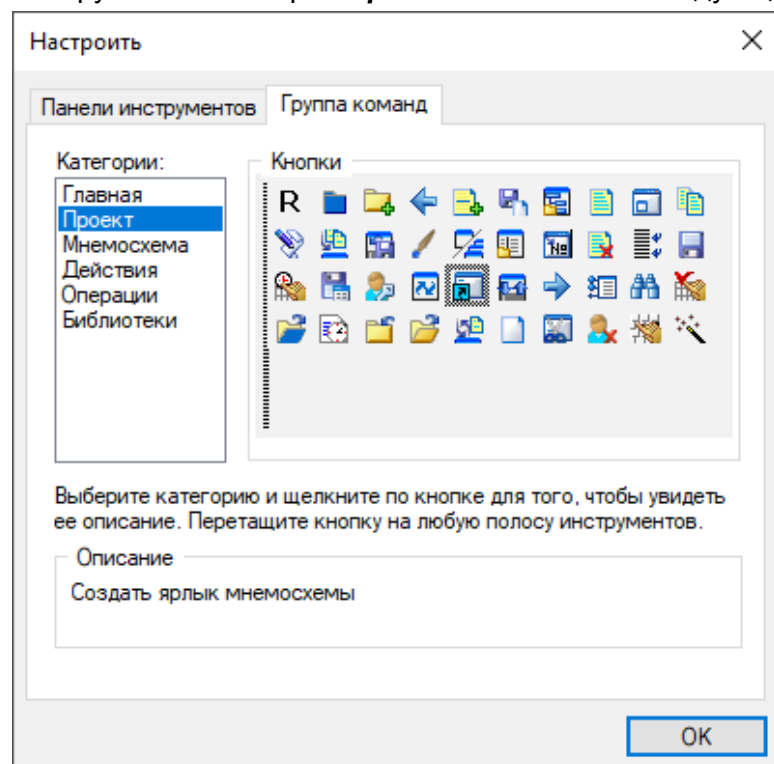 Настроить
Панели инструментов
Группа команд
Категории:
Кнопки
Главная
Проект
Мнемосхема
Действия
Операции
Библиотеки
R
№
Выберите категорию и щелкните по кнопке для того, чтобы увидеть
ее описание. Перетащите кнопку на любую полосу инструментов.
Описание
Создать ярлык мнемосхемы
OK